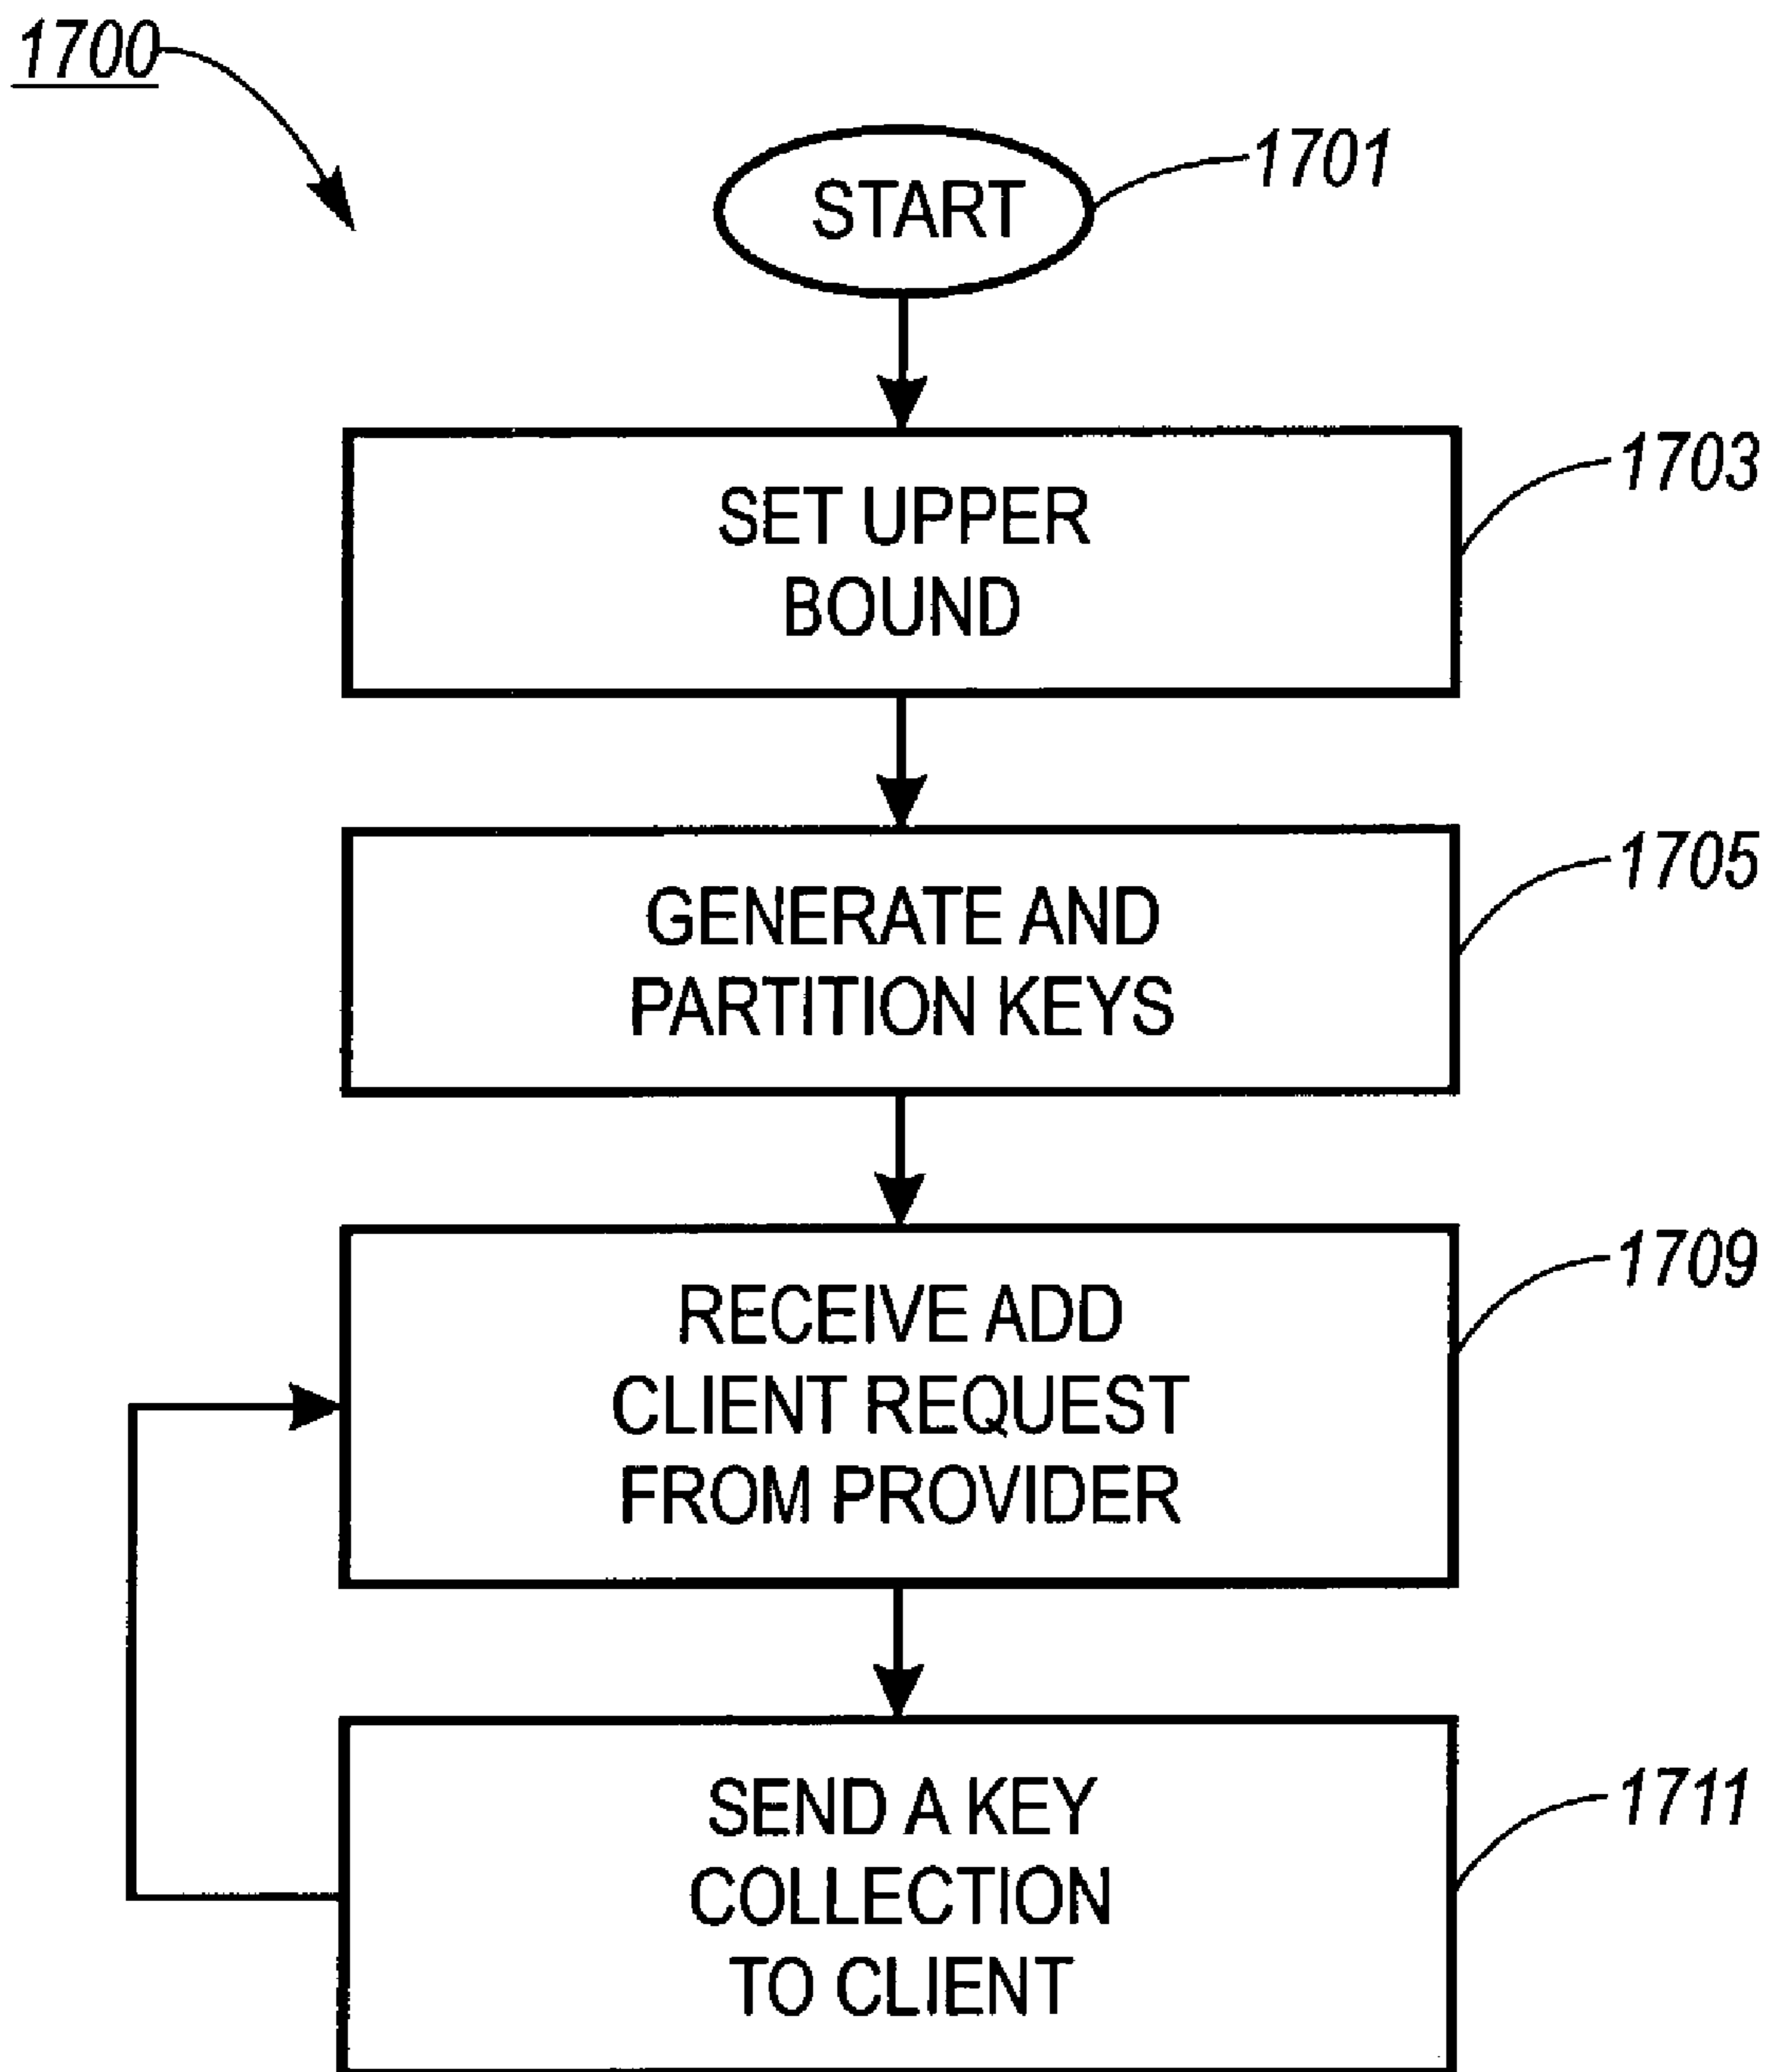 1700
START
1701
SET UPPER
BOUND
1703
GENERATE AND
PARTITION KEYS
1705
RECEIVE ADD
CLIENT REQUEST
FROM PROVIDER
1709
SEND A KEY
COLLECTION
TO CLIENT
1711